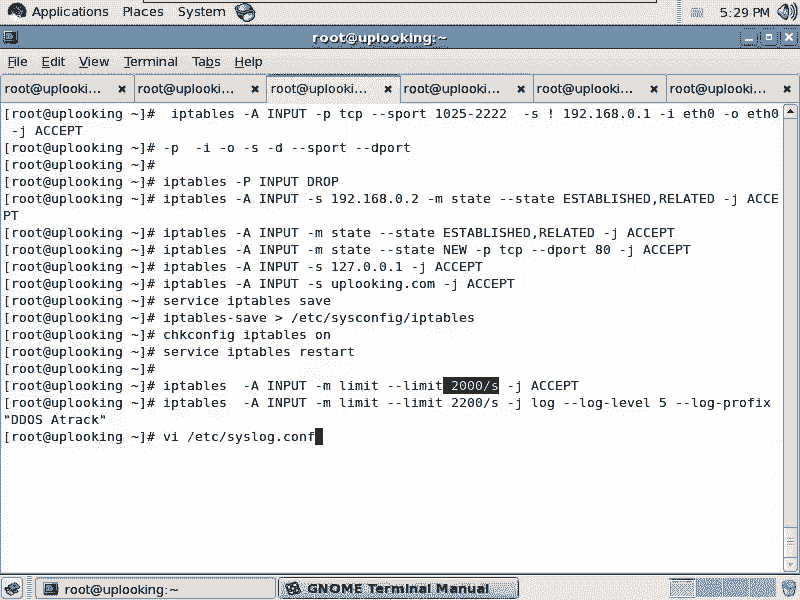 Applications Places System 5:29 PM
root@uplooking:~
File Edit View Terminal Tabs Help
root@uplooki... root@uplooki... root@uplooki... root@uplooki... root@uplooki... root@uplooki...
[root@uplooking ~]#  iptables -A INPUT -p tcp --sport 1025-2222  -s ! 192.168.0.1 -i eth0 -o eth0
 -j ACCEPT
[root@uplooking ~]# -p  -i -o -s -d --sport --dport
[root@uplooking ~]#
[root@uplooking ~]# iptables -P INPUT DROP
[root@uplooking ~]# iptables -A INPUT -s 192.168.0.2 -m state --state ESTABLISHED,RELATED -j ACCE
PT
[root@uplooking ~]# iptables -A INPUT -m state --state ESTABLISHED,RELATED -j ACCEPT
[root@uplooking ~]# iptables -A INPUT -m state --state NEW -p tcp --dport 80 -j ACCEPT
[root@uplooking ~]# iptables -A INPUT -s 127.0.0.1 -j ACCEPT
[root@uplooking ~]# iptables -A INPUT -s uplooking.com -j ACCEPT
[root@uplooking ~]# service iptables save
[root@uplooking ~]# iptables-save > /etc/sysconfig/iptables
[root@uplooking ~]# chkconfig iptables on
[root@uplooking ~]# service iptables restart
[root@uplooking ~]#
[root@uplooking ~]# iptables  -A INPUT -m limit --limit 2000/s -j ACCEPT
[root@uplooking ~]# iptables  -A INPUT -m limit --limit 2200/s -j log --log-level 5 --log-profix
"DDOS Atrack"
[root@uplooking ~]# vi /etc/syslog.conf
root@uplooking:~ GNOME Terminal Manual